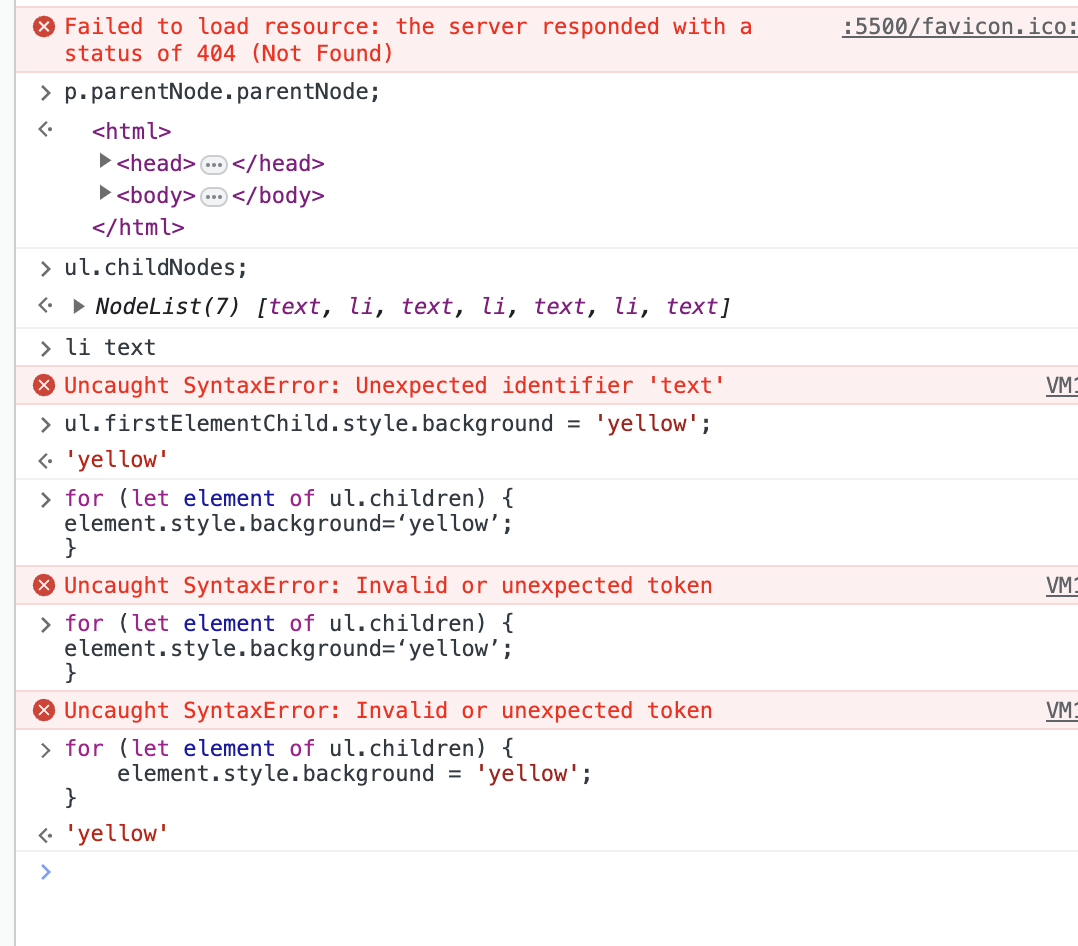 Failed to load resource: the server responded with a :5500/favicon.ico:
status of 404 (Not Found)
p.parentNode.parentNode;
<html>
<head> ••• </head>
<body> ••• </body>
</html>
ul.childNodes;
NodeList(7) [text, li, text, li, text, li, text]
li text
Uncaught SyntaxError: Unexpected identifier 'text' VM1
ul.firstElementChild.style.background = 'yellow';
'yellow'
for (let element of ul.children) {
element.style.background=‘yellow’;
}
Uncaught SyntaxError: Invalid or unexpected token VM1
for (let element of ul.children) {
element.style.background=‘yellow’;
}
Uncaught SyntaxError: Invalid or unexpected token VM1
for (let element of ul.children) {
    element.style.background = 'yellow';
}
'yellow'